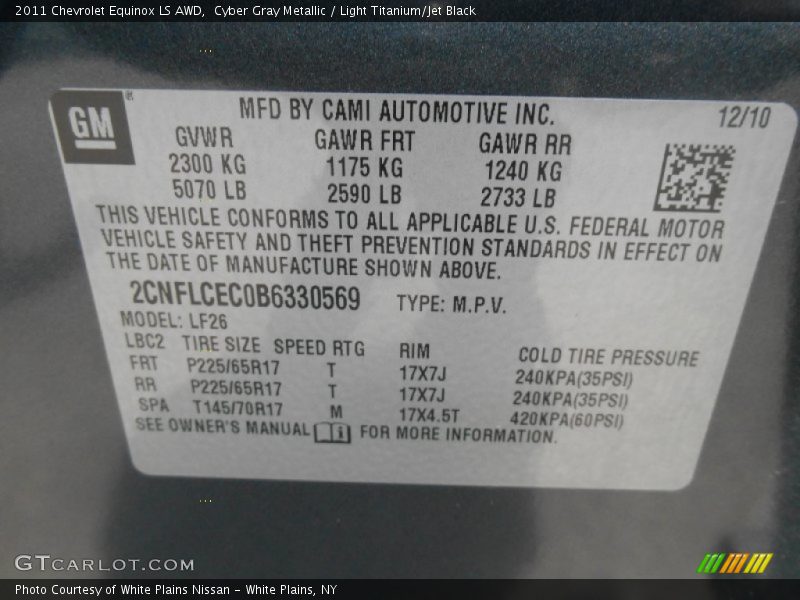 2011 Chevrolet Equinox LS AWD,  Cyber Gray Metallic / Light Titanium/Jet Black
GM
MFD BY CAMI AUTOMOTIVE INC.
12/10
GVWR GAWR FRT GAWR RR
2300 KG 1175 KG 1240 KG
5070 LB 2590 LB 2733 LB
THIS VEHICLE CONFORMS TO ALL APPLICABLE U.S. FEDERAL MOTOR
VEHICLE SAFETY AND THEFT PREVENTION STANDARDS IN EFFECT ON
THE DATE OF MANUFACTURE SHOWN ABOVE.
2CNFLCEC0B6330569 TYPE: M.P.V.
MODEL: LF26
LBC2 TIRE SIZE SPEED RTG RIM COLD TIRE PRESSURE
FRT P225/65R17 T 17X7J 240KPA(35PSI)
RR P225/65R17 T 17X7J 240KPA(35PSI)
SPA T145/70R17 M 17X4.5T 420KPA(60PSI)
SEE OWNER'S MANUAL FOR MORE INFORMATION.
GTCARLOT.COM
Photo Courtesy of White Plains Nissan - White Plains, NY